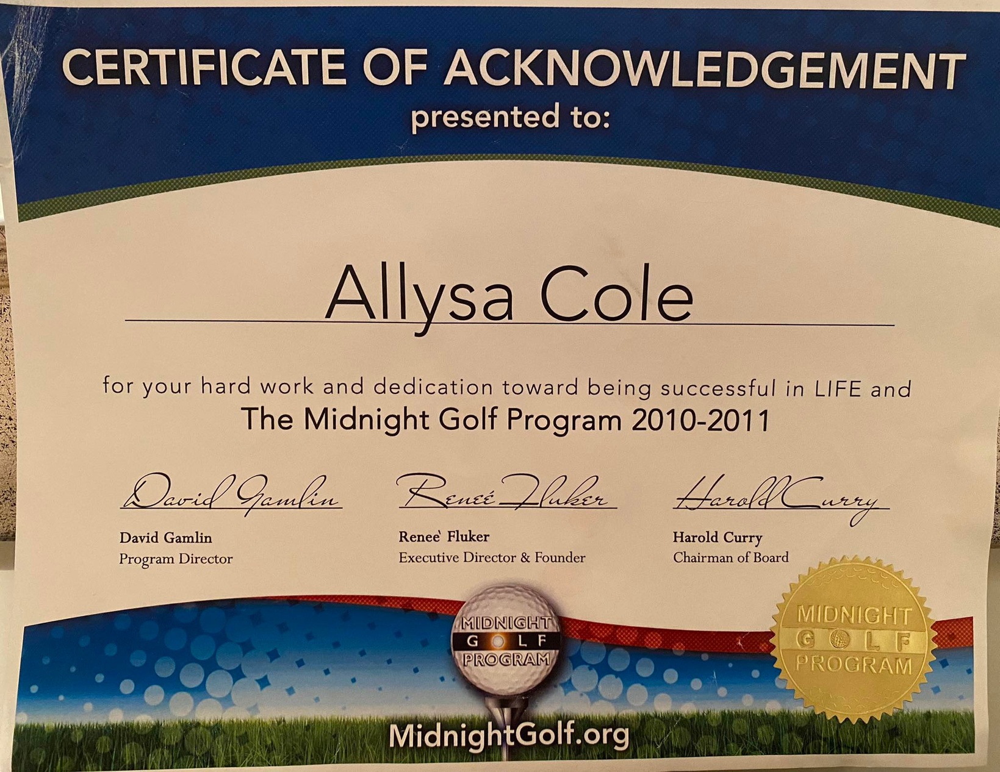 CERTIFICATE OF ACKNOWLEDGEMENT
presented to:
Allysa Cole
for your hard work and dedication toward being successful in LIFE and
The Midnight Golf Program 2010-2011
David Gamlin
Reneé Fluker
Harold Curry
David Gamlin
Program Director
Renee` Fluker
Executive Director & Founder
Harold Curry
Chairman of Board
MIDNIGHT
GOLF
PROGRAM
MIDNIGHT
GOLF
PROGRAM
MidnightGolf.org